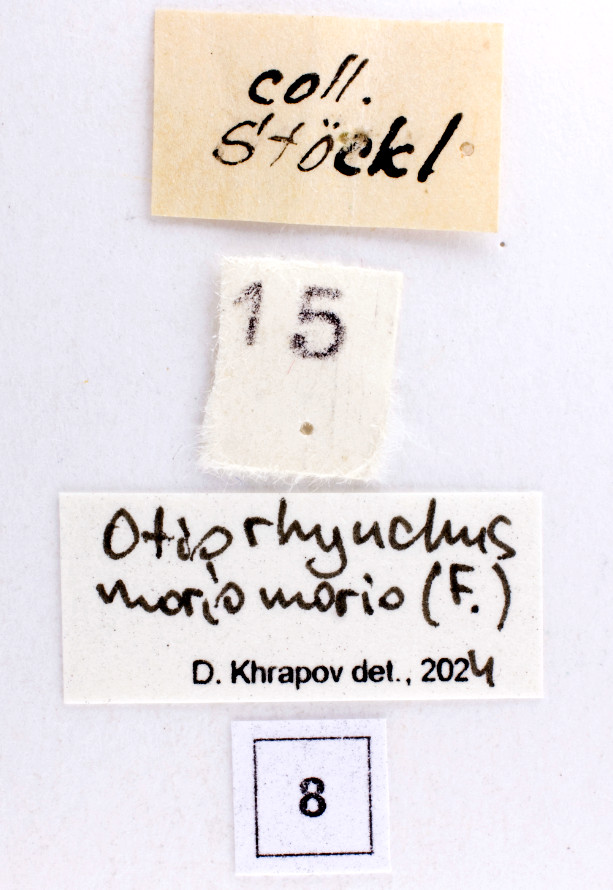 coll.
Stöckl
15
Otiorhynchus
morio morio (F.)
D. Khrapov det., 2024
8